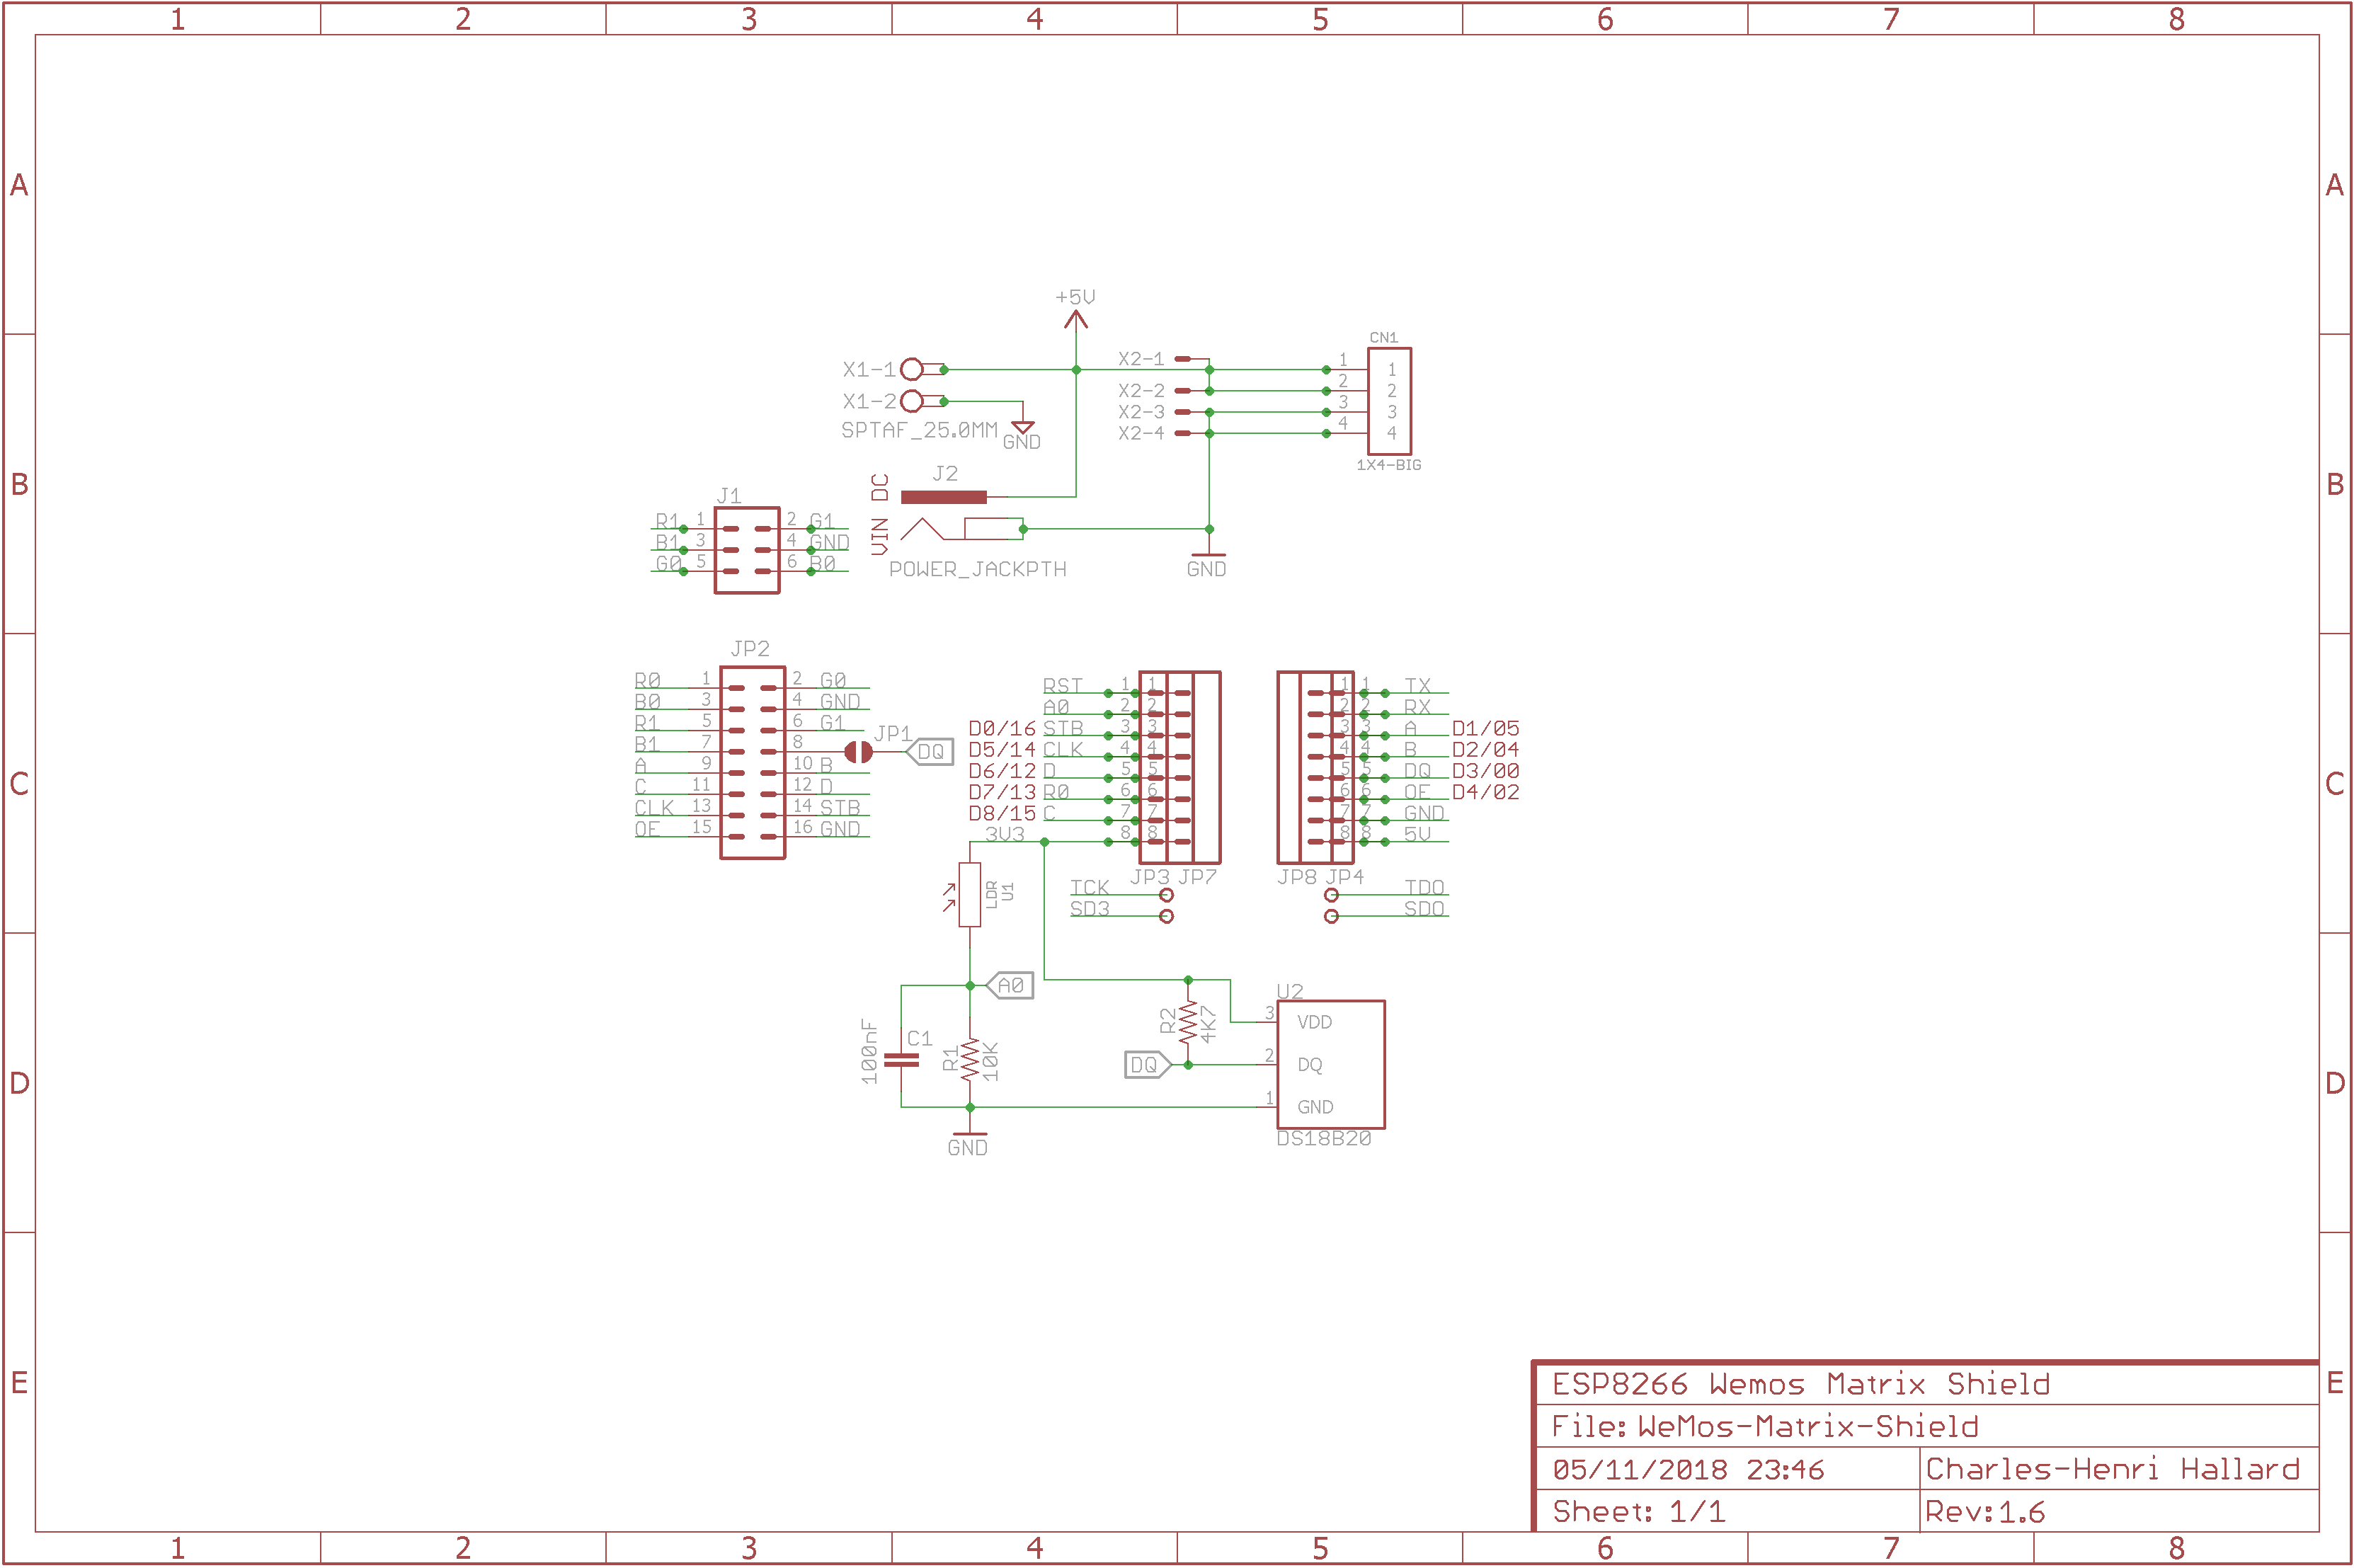 1 2 3 4 5 6 7 8
A A
+5V
CN1
X1-1 X2-1 1 1
X2-2 2 2
X1-2 X2-3 3 3
SPTAF_25.0MM GND X2-4 4 4
1X4-BIG
J2
B B
VIN DC
J1
R1 1 2 G1
B1 3 4 GND
G0 5 6 B0
POWER_JACKPTH GND
JP2
R0 1 2 G0
B0 3 4 GND
R1 5 6 G1
B1 7 8 JP1 DQ
A 9 10 B
C 11 12 D
CLK 13 14 STB
OE 15 16 GND
RST 1 1 1 1 TX
A0 2 2 2 2 RX
D0/16 STB 3 3 3 3 A D1/05
D5/14 CLK 4 4 4 4 B D2/04
D6/12 D 5 5 5 5 DQ D3/00
D7/13 R0 6 6 6 6 OE D4/02
D8/15 C 7 7 7 7 GND
3V3 8 8 8 8 5V
C C
JP3 JP7 JP8 JP4
TCK TDO
SD3 SD0
LDR
U1
A0
U2
3 VDD
R2
4K7
DQ 2 DQ
1 GND
DS18B20
100nF
C1
R1
10K
GND
D D
E E
ESP8266 Wemos Matrix Shield
File: WeMos-Matrix-Shield
05/11/2018 23:46 Charles-Henri Hallard
Sheet: 1/1 Rev:1.6
1 2 3 4 5 6 7 8